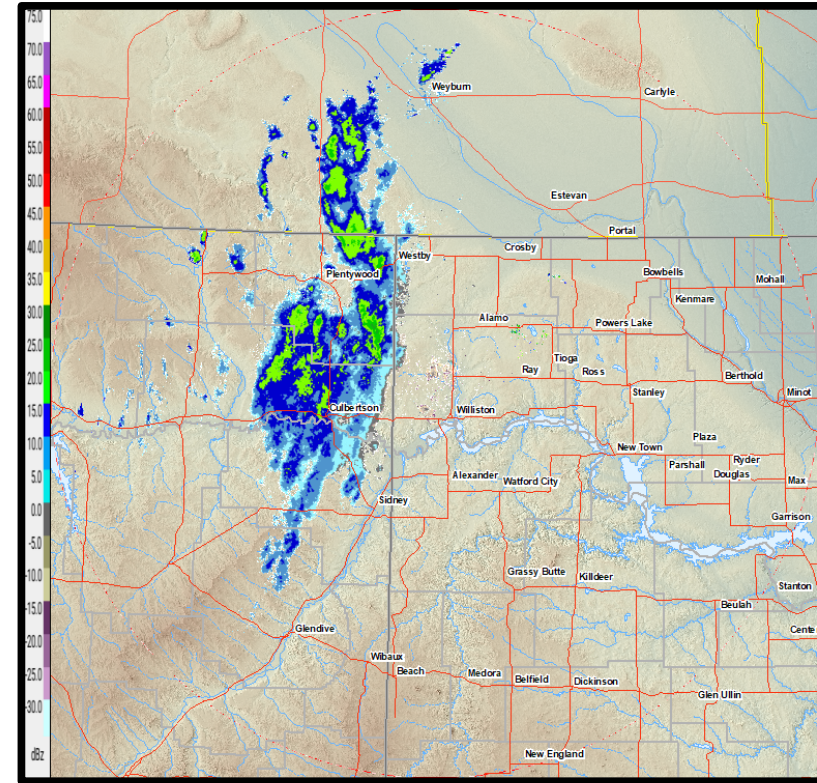 75.0
70.0
65.0
60.0
55.0
50.0
45.0
40.0
35.0
30.0
25.0
20.0
15.0
10.0
5.0
0.00
-5.00
-10.0
-15.0
-20.0
-25.0
-30.0
dBz
Weyburn
Carlyle
Estevan
Portal
Crosby
Westby
Bowbells
Mohall
Plentywood
Kenmare
Alamo
Powers Lake
Tioga
Ray
Ross
Berthold
Stanley
Minot
Culbertson
Williston
Plaza
New Town
Ryder
Parshall
Douglas
Max
Alexander
Watford City
Sidney
Garrison
Grassy Butte
Killdeer
Stanton
Beulah
Glendive
Cente
Wibaux
Beach
Medora
Belfield
Dickinson
Glen Ullin
New England